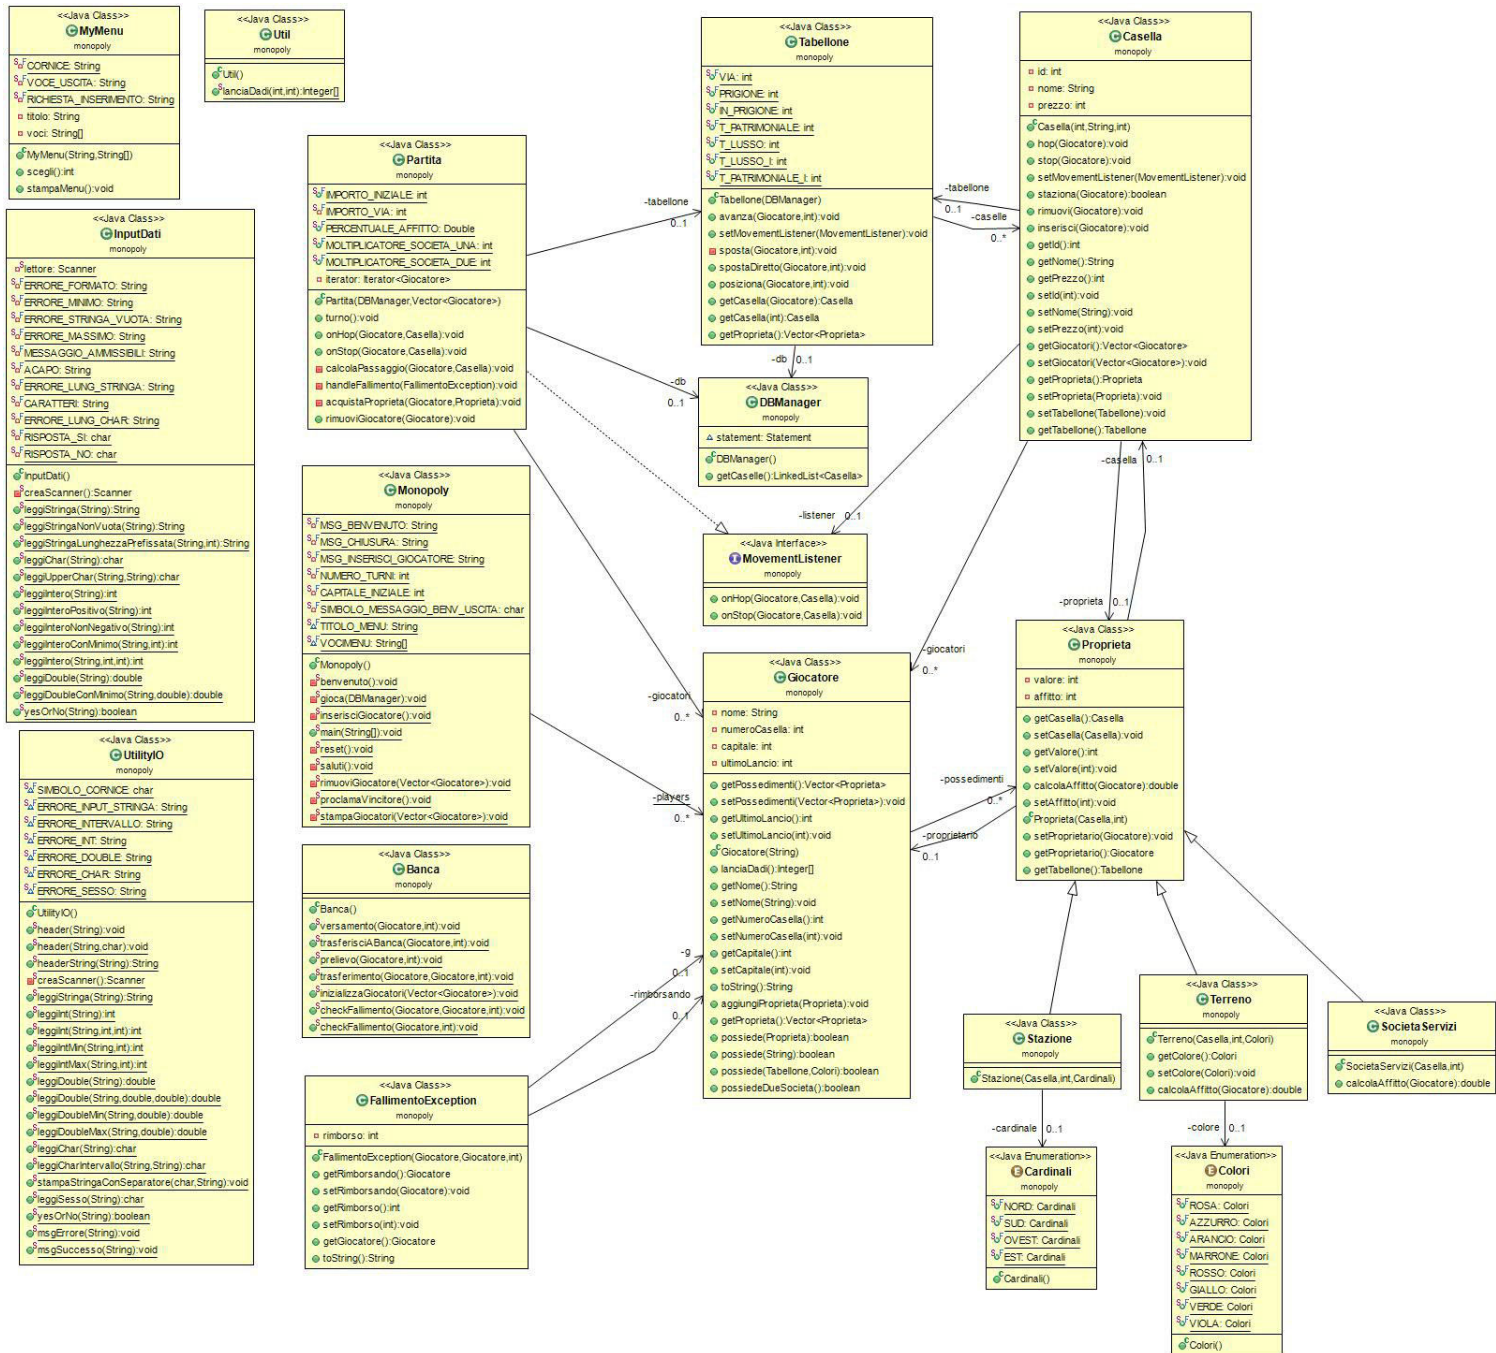 <<Java Class>>
MyMenu
monopoly
CORNICE: String
VOCE_USCITA: String
RICHIESTA_INSERIMENTO: String
titolo: String
voci: String[]
MyMenu(String,String[])
scegli():int
stampaMenu():void
<<Java Class>>
Util
monopoly
Util()
lanciaDadi(int,int):Integer[]
<<Java Class>>
InputDati
monopoly
lettore: Scanner
ERRORE_FORMATO: String
ERRORE_MINIMO: String
ERRORE_STRINGA_VUOTA: String
ERRORE_MASSIMO: String
MESSAGGIO_AMMISSIBILI: String
ACAPO: String
ERRORE_LUNG_STRINGA: String
CARATTERI: String
ERRORE_LUNG_CHAR: String
RISPOSTA_SI: char
RISPOSTA_NO: char
InputDati()
creaScanner():Scanner
leggiStringa(String):String
leggiStringaNonVuota(String):String
leggiStringaLunghezzaPrefissata(String,int):String
leggiChar(String):char
leggiUpperChar(String,String):char
leggiIntero(String):int
leggiInteroPositivo(String):int
leggiInteroNonNegativo(String):int
leggiInteroConMinimo(String,int):int
leggiIntero(String,int,int):int
leggiDouble(String):double
leggiDoubleConMinimo(String,double):double
yesOrNo(String):boolean
<<Java Class>>
UtilityIO
monopoly
SIMBOLO_CORNICE: char
ERRORE_INPUT_STRINGA: String
ERRORE_INTERVALLO: String
ERRORE_INT: String
ERRORE_DOUBLE: String
ERRORE_CHAR: String
ERRORE_SESSO: String
UtilityIO()
header(String):void
header(String,char):void
headerString(String):String
creaScanner():Scanner
leggiStringa(String):String
leggiInt(String):int
leggiInt(String,int,int):int
leggiIntMin(String,int):int
leggiIntMax(String,int):int
leggiDouble(String):double
leggiDouble(String,double,double):double
leggiDoubleMin(String,double):double
leggiDoubleMax(String,double):double
leggiChar(String):char
leggiCharIntervallo(String,String):char
stampaStringaConSeparatore(char,String):void
leggiSesso(String):char
yesOrNo(String):boolean
msgErrore(String):void
msgSuccesso(String):void
<<Java Class>>
Partita
monopoly
IMPORTO_INIZIALE: int
IMPORTO_VIA: int
PERCENTUALE_AFFITTO: Double
MOLTIPLICATORE_SOCIETA_UNA: int
MOLTIPLICATORE_SOCIETA_DUE: int
iterator: Iterator<Giocatore>
Partita(DBManager,Vector<Giocatore>)
turno():void
onHop(Giocatore,Casella):void
onStop(Giocatore,Casella):void
calcolaPassaggio(Giocatore,Casella):void
handleFallimento(FallimentoException):void
acquistaProprieta(Giocatore,Proprieta):void
rimuoviGiocatore(Giocatore):void
<<Java Class>>
Monopoly
monopoly
MSG_BENVENUTO: String
MSG_CHIUSURA: String
MSG_INSERISCI_GIOCATORE: String
NUMERO_TURNI: int
CAPITALE_INIZIALE: int
SIMBOLO_MESSAGGIO_BENV_USCITA: char
TITOLO_MENU: String
VOCIMENU: String[]
Monopoly()
benvenuto():void
gioca(DBManager):void
inserisciGiocatore():void
main(String[]):void
reset():void
saluti():void
rimuoviGiocatore(Vector<Giocatore>):void
proclamaVincitore():void
stampaGiocatori(Vector<Giocatore>):void
<<Java Class>>
Banca
monopoly
Banca()
versamento(Giocatore,int):void
trasferisciABanca(Giocatore,int):void
prelievo(Giocatore,int):void
trasferimento(Giocatore,Giocatore,int):void
inizializzaGiocatori(Vector<Giocatore>):void
checkFallimento(Giocatore,Giocatore,int):void
checkFallimento(Giocatore,int):void
<<Java Class>>
FallimentoException
monopoly
rimborso: int
FallimentoException(Giocatore,Giocatore,int)
getRimborsando():Giocatore
setRimborsando(Giocatore):void
getRimborso():int
setRimborso(int):void
getGiocatore():Giocatore
toString():String
-tabellone
0..1
-db
0..1
-giocatori
0..*
-players
0..*
-g
0..1
-rimborsando
0..1
<<Java Class>>
Tabellone
monopoly
VIA: int
PRIGIONE: int
IN_PRIGIONE: int
T_PATRIMONIALE: int
T_LUSSO: int
T_LUSSO_I: int
T_PATRIMONIALE_I: int
Tabellone(DBManager)
avanza(Giocatore,int):void
setMovementListener(MovementListener):void
sposta(Giocatore,int):void
spostaDiretto(Giocatore,int):void
posiziona(Giocatore,int):void
getCasella(Giocatore):Casella
getCasella(int):Casella
getProprieta():Vector<Proprieta>
-db
0..1
<<Java Class>>
DBManager
monopoly
statement: Statement
DBManager()
getCaselle():LinkedList<Casella>
-listener
0..1
<<Java Interface>>
MovementListener
monopoly
onHop(Giocatore,Casella):void
onStop(Giocatore,Casella):void
<<Java Class>>
Giocatore
monopoly
nome: String
numeroCasella: int
capitale: int
ultimoLancio: int
getPossedimenti():Vector<Proprieta>
setPossedimenti(Vector<Proprieta>):void
getUltimoLancio():int
setUltimoLancio(int):void
Giocatore(String)
lanciaDadi():Integer[]
getNome():String
setNome(String):void
getNumeroCasella():int
setNumeroCasella(int):void
getCapitale():int
setCapitale(int):void
toString():String
aggiungiProprieta(Proprieta):void
getProprieta():Vector<Proprieta>
possiede(Proprieta):boolean
possiede(String):boolean
possiede(Tabellone,Colori):boolean
possiedeDueSocieta():boolean
-tabellone
0..1
-caselle
0..*
<<Java Class>>
Casella
monopoly
id: int
nome: String
prezzo: int
Casella(int,String,int)
hop(Giocatore):void
stop(Giocatore):void
setMovementListener(MovementListener):void
staziona(Giocatore):boolean
rimuovi(Giocatore):void
inserisci(Giocatore):void
getId():int
getNome():String
getPrezzo():int
setId(int):void
setNome(String):void
setPrezzo(int):void
getGiocatori():Vector<Giocatore>
setGiocatori(Vector<Giocatore>):void
getProprieta():Proprieta
setProprieta(Proprieta):void
setTabellone(Tabellone):void
getTabellone():Tabellone
-casella
0..1
-proprieta
0..1
-giocatori
0..*
<<Java Class>>
Proprieta
monopoly
valore: int
affitto: int
getCasella():Casella
setCasella(Casella):void
getValore():int
setValore(int):void
calcolaAffitto(Giocatore):double
setAffitto(int):void
Proprieta(Casella,int)
setProprietario(Giocatore):void
getProprietario():Giocatore
getTabellone():Tabellone
-possedimenti
0..*
-proprietario
0..1
<<Java Class>>
Stazione
monopoly
Stazione(Casella,int,Cardinali)
<<Java Class>>
Terreno
monopoly
Terreno(Casella,int,Colori)
getColore():Colori
setColore(Colori):void
calcolaAffitto(Giocatore):double
<<Java Class>>
SocietaServizi
monopoly
SocietaServizi(Casella,int)
calcolaAffitto(Giocatore):double
-cardinale
0..1
<<Java Enumeration>>
Cardinali
monopoly
NORD: Cardinali
SUD: Cardinali
OVEST: Cardinali
EST: Cardinali
Cardinali()
-colore
0..1
<<Java Enumeration>>
Colori
monopoly
ROSA: Colori
AZZURRO: Colori
ARANCIO: Colori
MARRONE: Colori
ROSSO: Colori
GIALLO: Colori
VERDE: Colori
VIOLA: Colori
Colori()